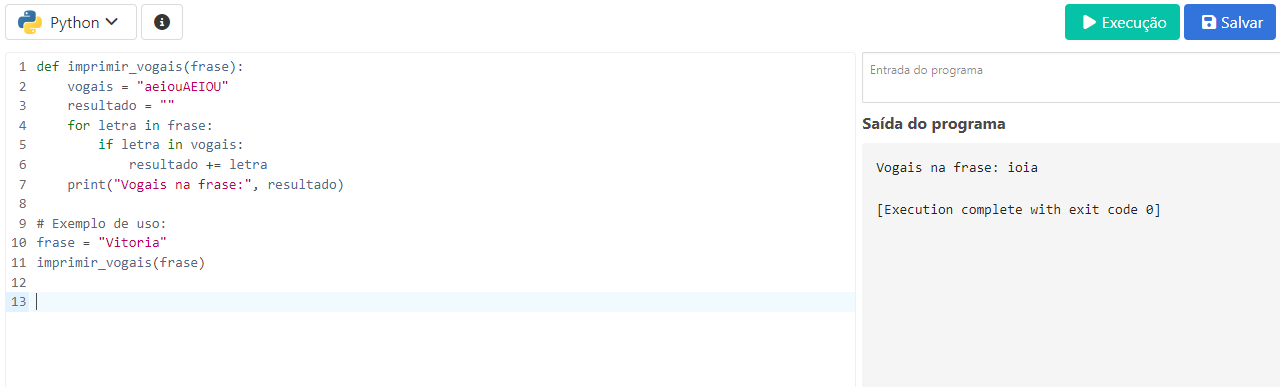 Python
Execução
Salvar
1 def imprimir_vogais(frase):
2     vogais = "aeiouAEIOU"
3     resultado = ""
4     for letra in frase:
5         if letra in vogais:
6             resultado += letra
7     print("Vogais na frase:", resultado)
8
9 # Exemplo de uso:
10 frase = "Vitoria"
11 imprimir_vogais(frase)
12
13
Entrada do programa
Saída do programa
Vogais na frase: ioia
[Execution complete with exit code 0]